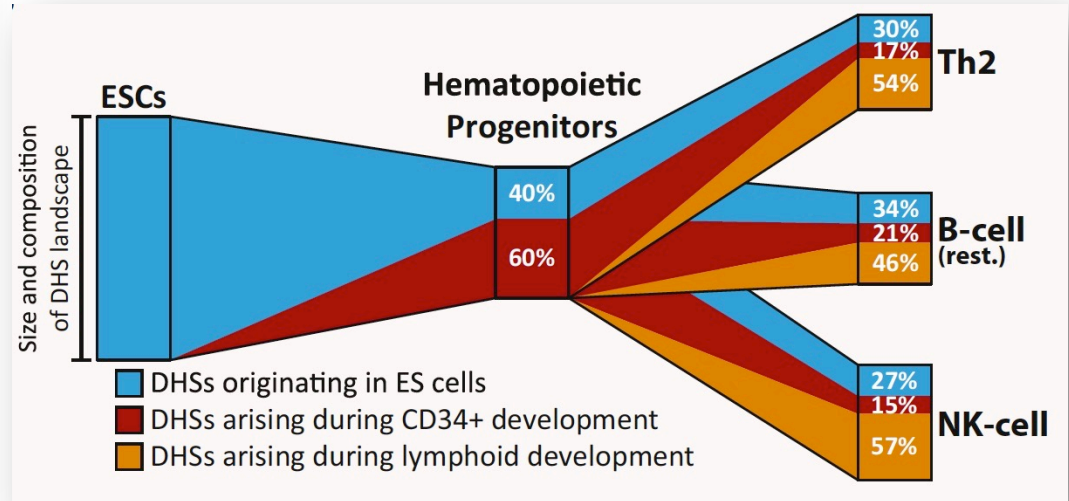 ESCs
Size and composition
of DHS landscape
Hematopoietic
Progenitors
40%
60%
30%
17%
54%
Th2
34%
21%
46%
B-cell
(rest.)
27%
15%
57%
NK-cell
DHSs originating in ES cells
DHSs arising during CD34+ development
DHSs arising during lymphoid development